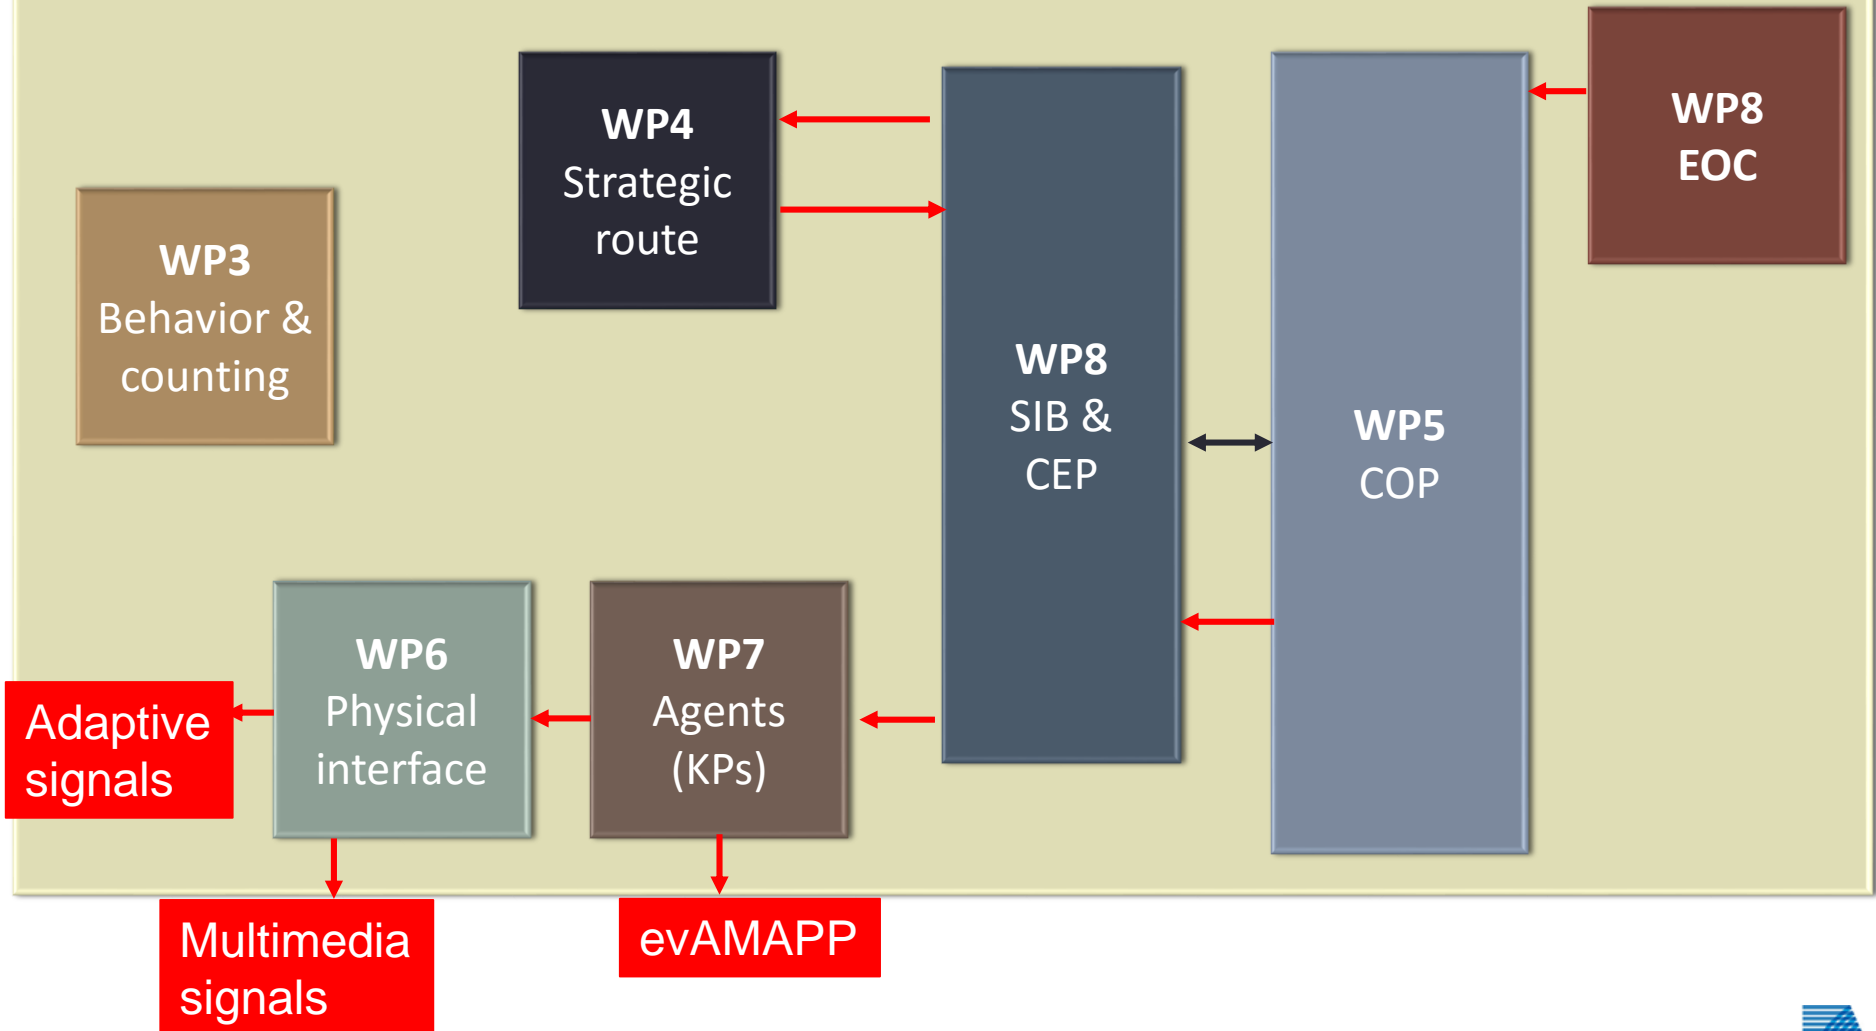 WP4
Strategic
route
WP8
EOC
WP3
Behavior &
counting
WP8
SIB &
CEP
WP5
COP
WP6
Physical
interface
WP7
Agents
(KPs)
Adaptive
signals
Multimedia
signals
evAMAPP